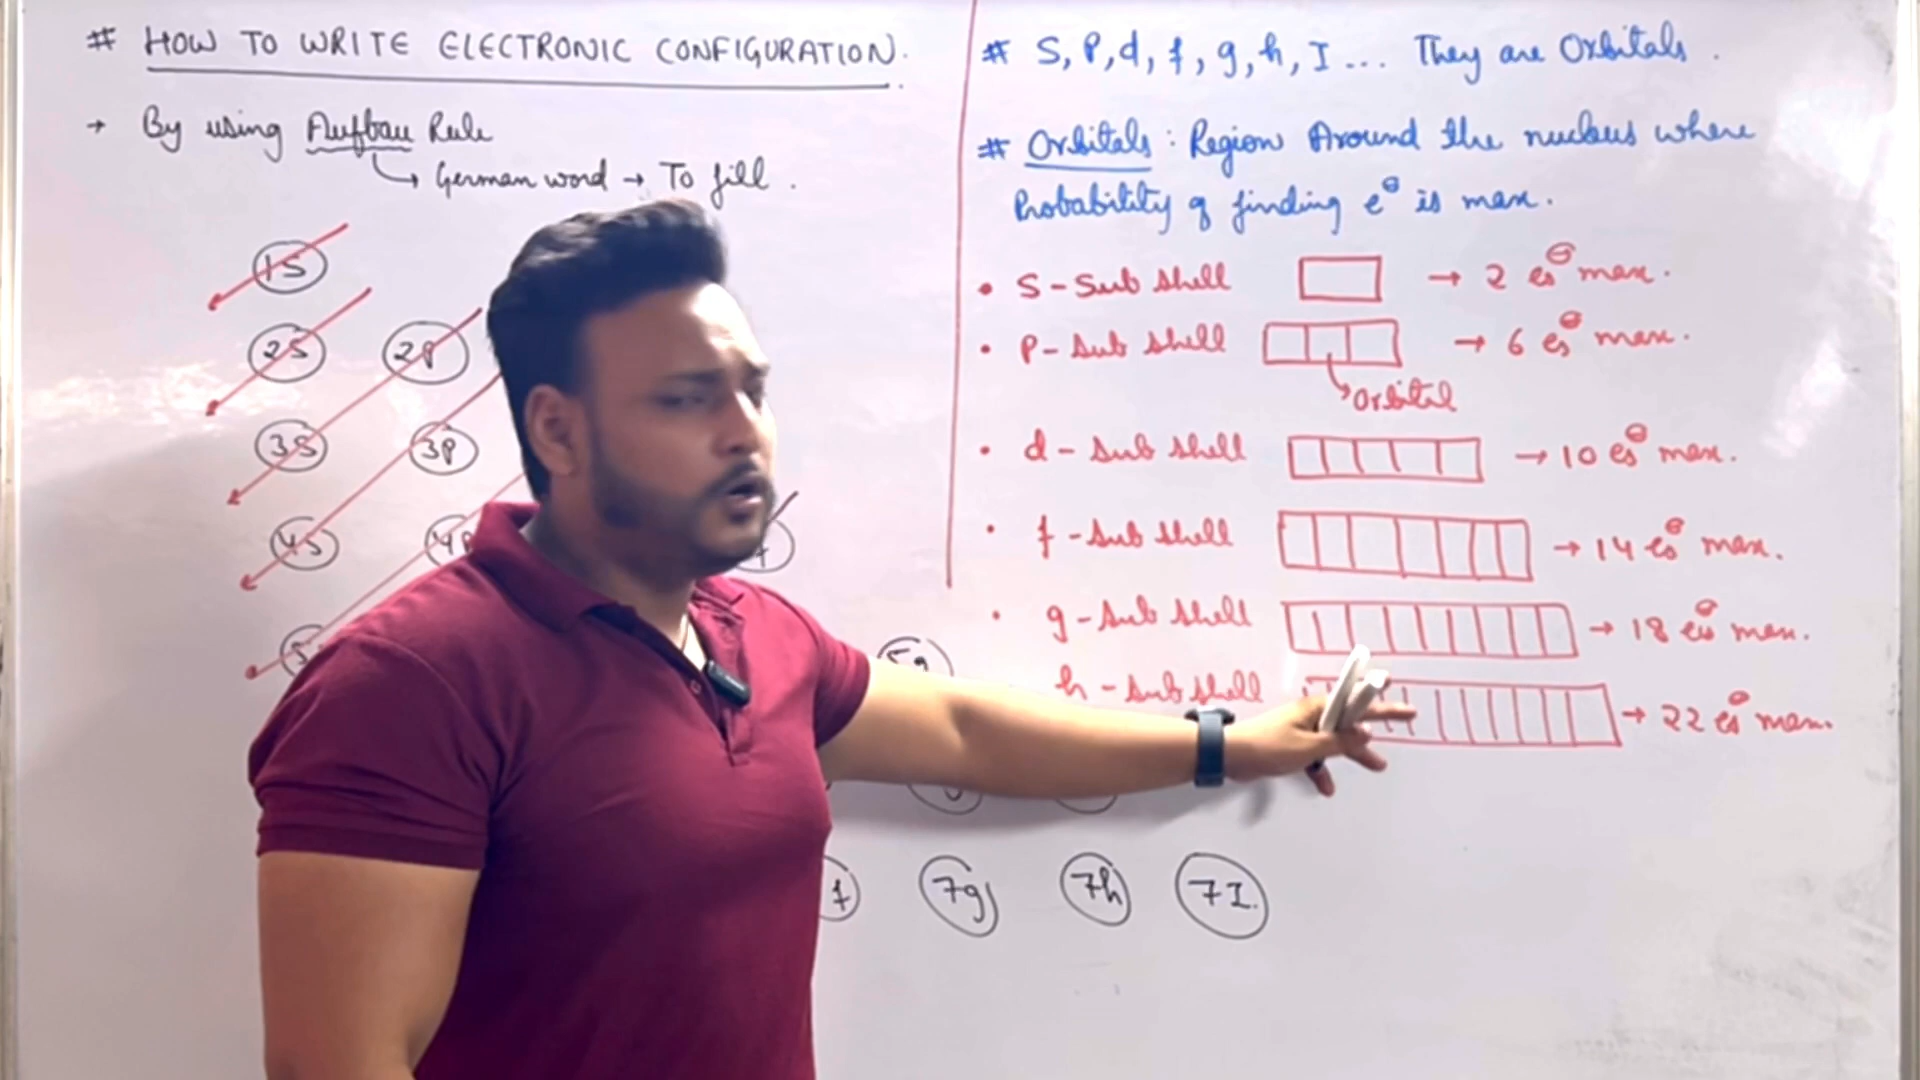 # HOW TO WRITE ELECTRONIC CONFIGURATION.
→ By using Aufbau Rule
↳ German word → To fill.
1S
2S 2P
3S 3P
4S 4P
5g
f 7g 7h 7I.
# S, P, d, f, g, h, I ... They are Orbitals.
# Orbitals : Region Around the nucleus where
Probability of finding e⊖ is max.
• S - Sub shell → 2 e⊖s max.
• P - Sub shell → 6 e⊖s max.
Orbital
• d - Sub shell → 10 e⊖s max.
• f - Sub shell → 14 e⊖s max.
• g - Sub shell → 18 e⊖s max.
h - Sub shell → 22 e⊖s max.